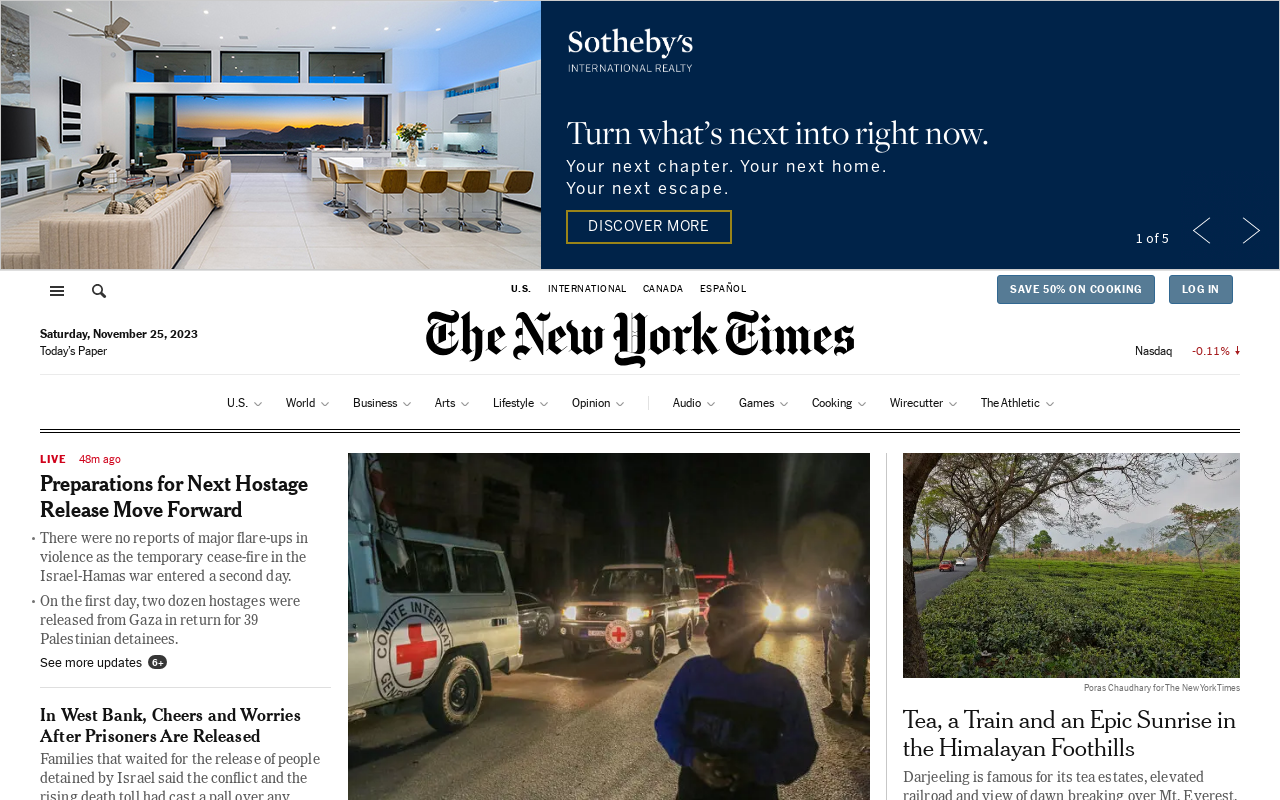 Sotheby's
INTERNATIONAL REALTY
Turn what's next into right now.
Your next chapter. Your next home.
Your next escape.
DISCOVER MORE
1 of 5
U.S. INTERNATIONAL CANADA ESPAÑOL
SAVE 50% ON COOKING
LOG IN
The New York Times
Saturday, November 25, 2023
Today's Paper
Nasdaq -0.11%
U.S. World Business Arts Lifestyle Opinion Audio Games Cooking Wirecutter The Athletic
LIVE 48m ago
Preparations for Next Hostage
Release Move Forward
• There were no reports of major flare-ups in
violence as the temporary cease-fire in the
Israel-Hamas war entered a second day.
• On the first day, two dozen hostages were
released from Gaza in return for 39
Palestinian detainees.
See more updates 6+
In West Bank, Cheers and Worries
After Prisoners Are Released
Families that waited for the release of people
detained by Israel said the conflict and the
rising death toll had cast a pall over any
COMITE INTERNAT
GENEV
Poras Chaudhary for The New York Times
Tea, a Train and an Epic Sunrise in
the Himalayan Foothills
Darjeeling is famous for its tea estates, elevated
railroad and view of dawn breaking over Mt. Everest.